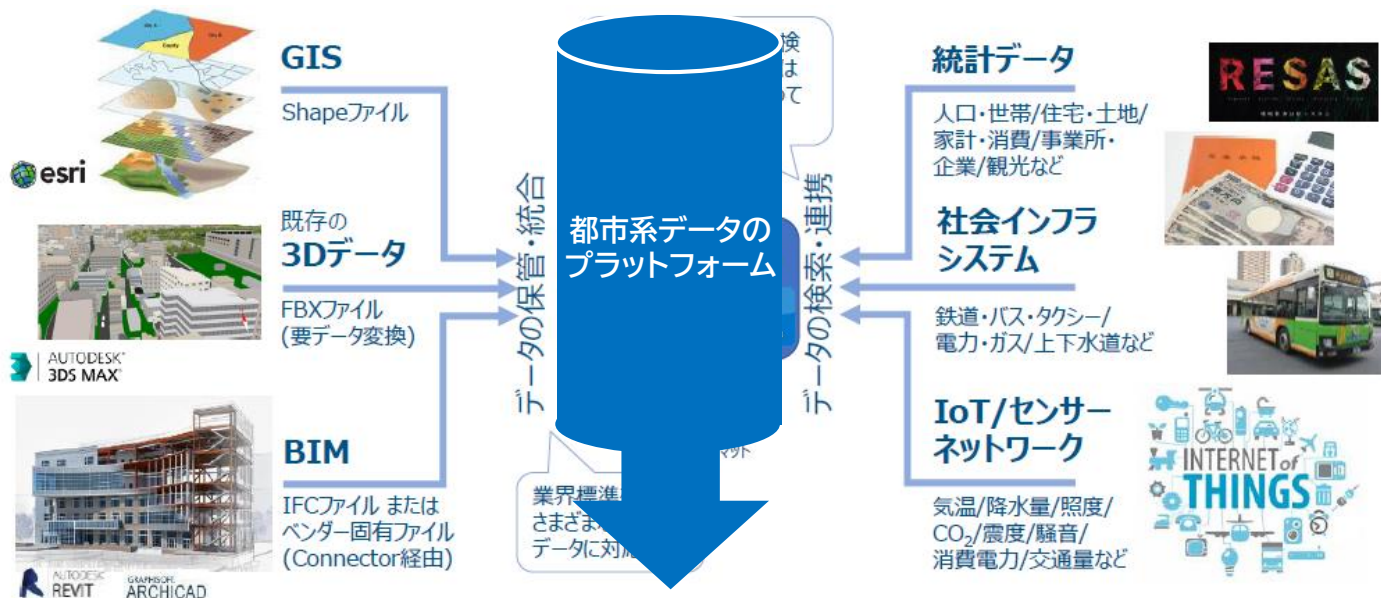 GIS
Shapeファイル
esri
既存の
3Dデータ
FBXファイル
(要データ変換)
AUTODESK
3DS MAX
BIM
IFCファイル または
ベンダー固有ファイル
(Connector経由)
AUTODESK
REVIT
GRAPHISOFT
ARCHICAD
データの保管・統合
検
は
て
都市系データの
プラットフォーム
マット
業界標準
さまざま
データに対応
データの検索・連携
統計データ
人口・世帯/住宅・土地/
家計・消費/事業所・
企業/観光など
RESAS
社会インフラ
システム
鉄道・バス・タクシー/
電力・ガス/上下水道など
IoT/センサー
ネットワーク
気温/降水量/照度/
CO₂/震度/騒音/
消費電力/交通量など
INTERNET of
THINGS